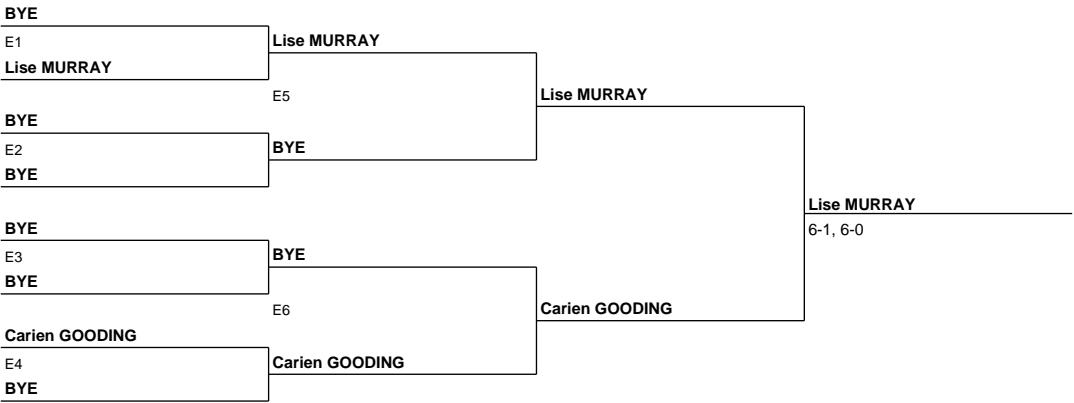 BYE
E1
Lise MURRAY
Lise MURRAY
E5
Lise MURRAY
BYE
E2
BYE
BYE
Lise MURRAY
6-1, 6-0
BYE
E3
BYE
BYE
E6
Carien GOODING
Carien GOODING
E4
Carien GOODING
BYE